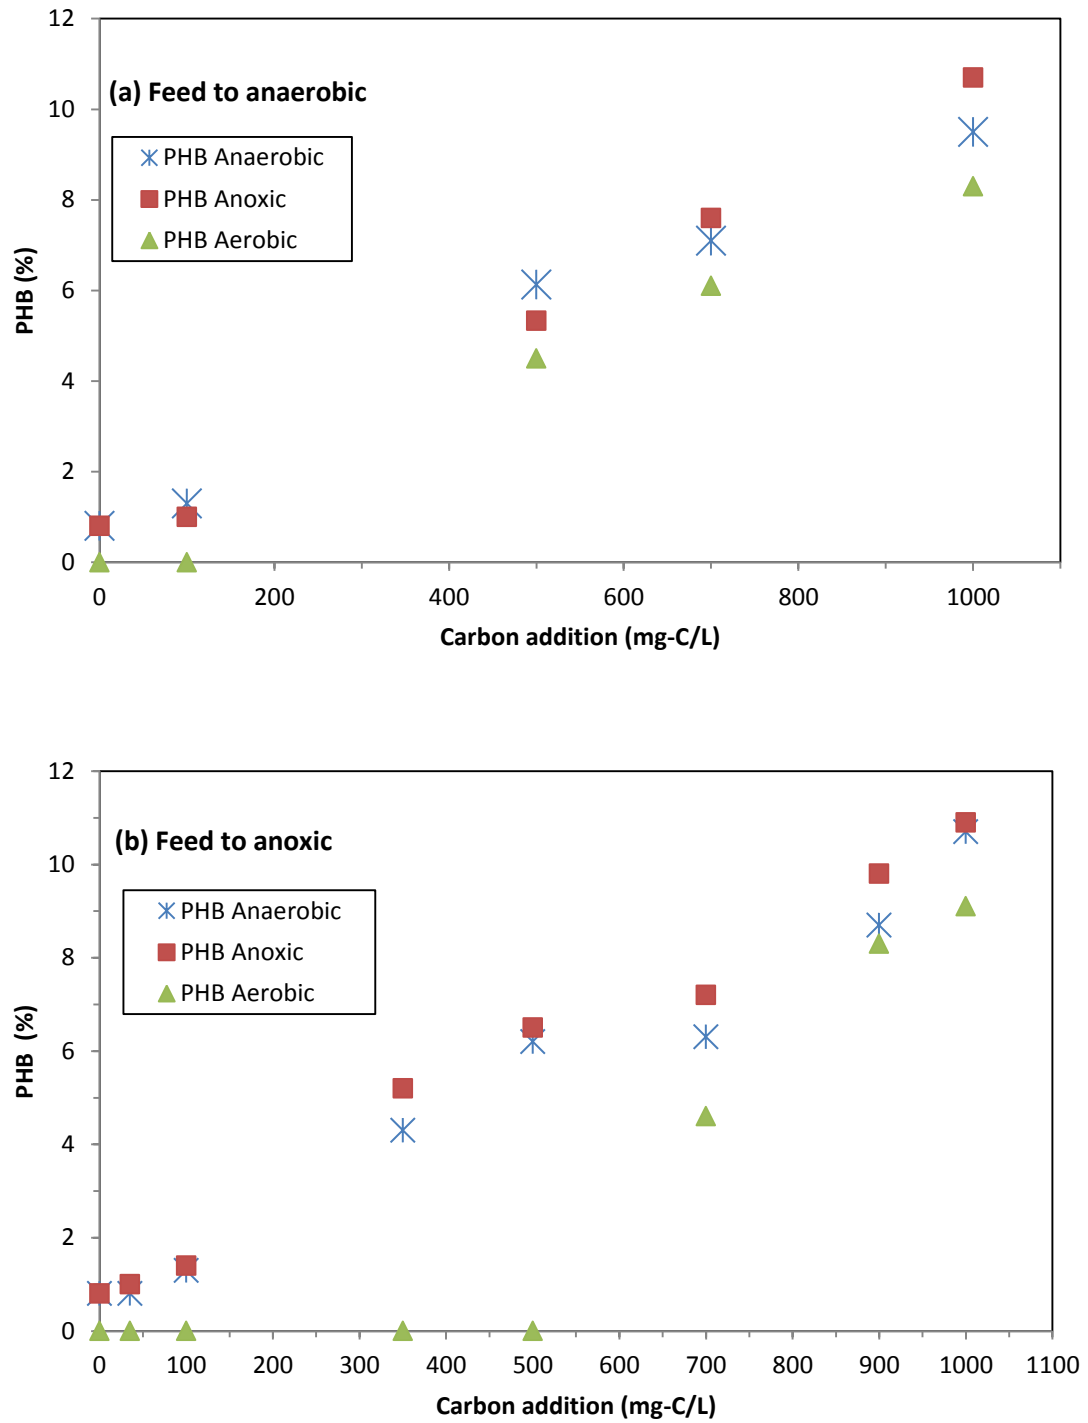 12
(a) Feed to anaerobic
10
PHB Anaerobic
PHB Anoxic
PHB Aerobic
8
6
4
2
0
PHB (%)
0 200 400 600 800 1000
Carbon addition (mg-C/L)
12
(b) Feed to anoxic
10
PHB Anaerobic
PHB Anoxic
PHB Aerobic
8
6
4
2
0
PHB (%)
0 100 200 300 400 500 600 700 800 900 1000 1100
Carbon addition (mg-C/L)